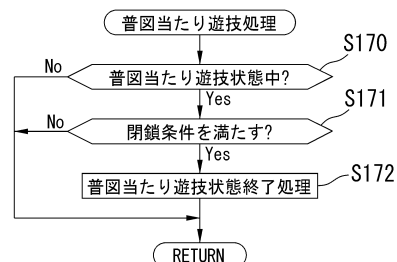 普図当たり遊技処理
S170
No
普図当たり遊技状態中?
Yes
S171
No
閉鎖条件を満たす?
Yes
S172
普図当たり遊技状態終了処理
RETURN